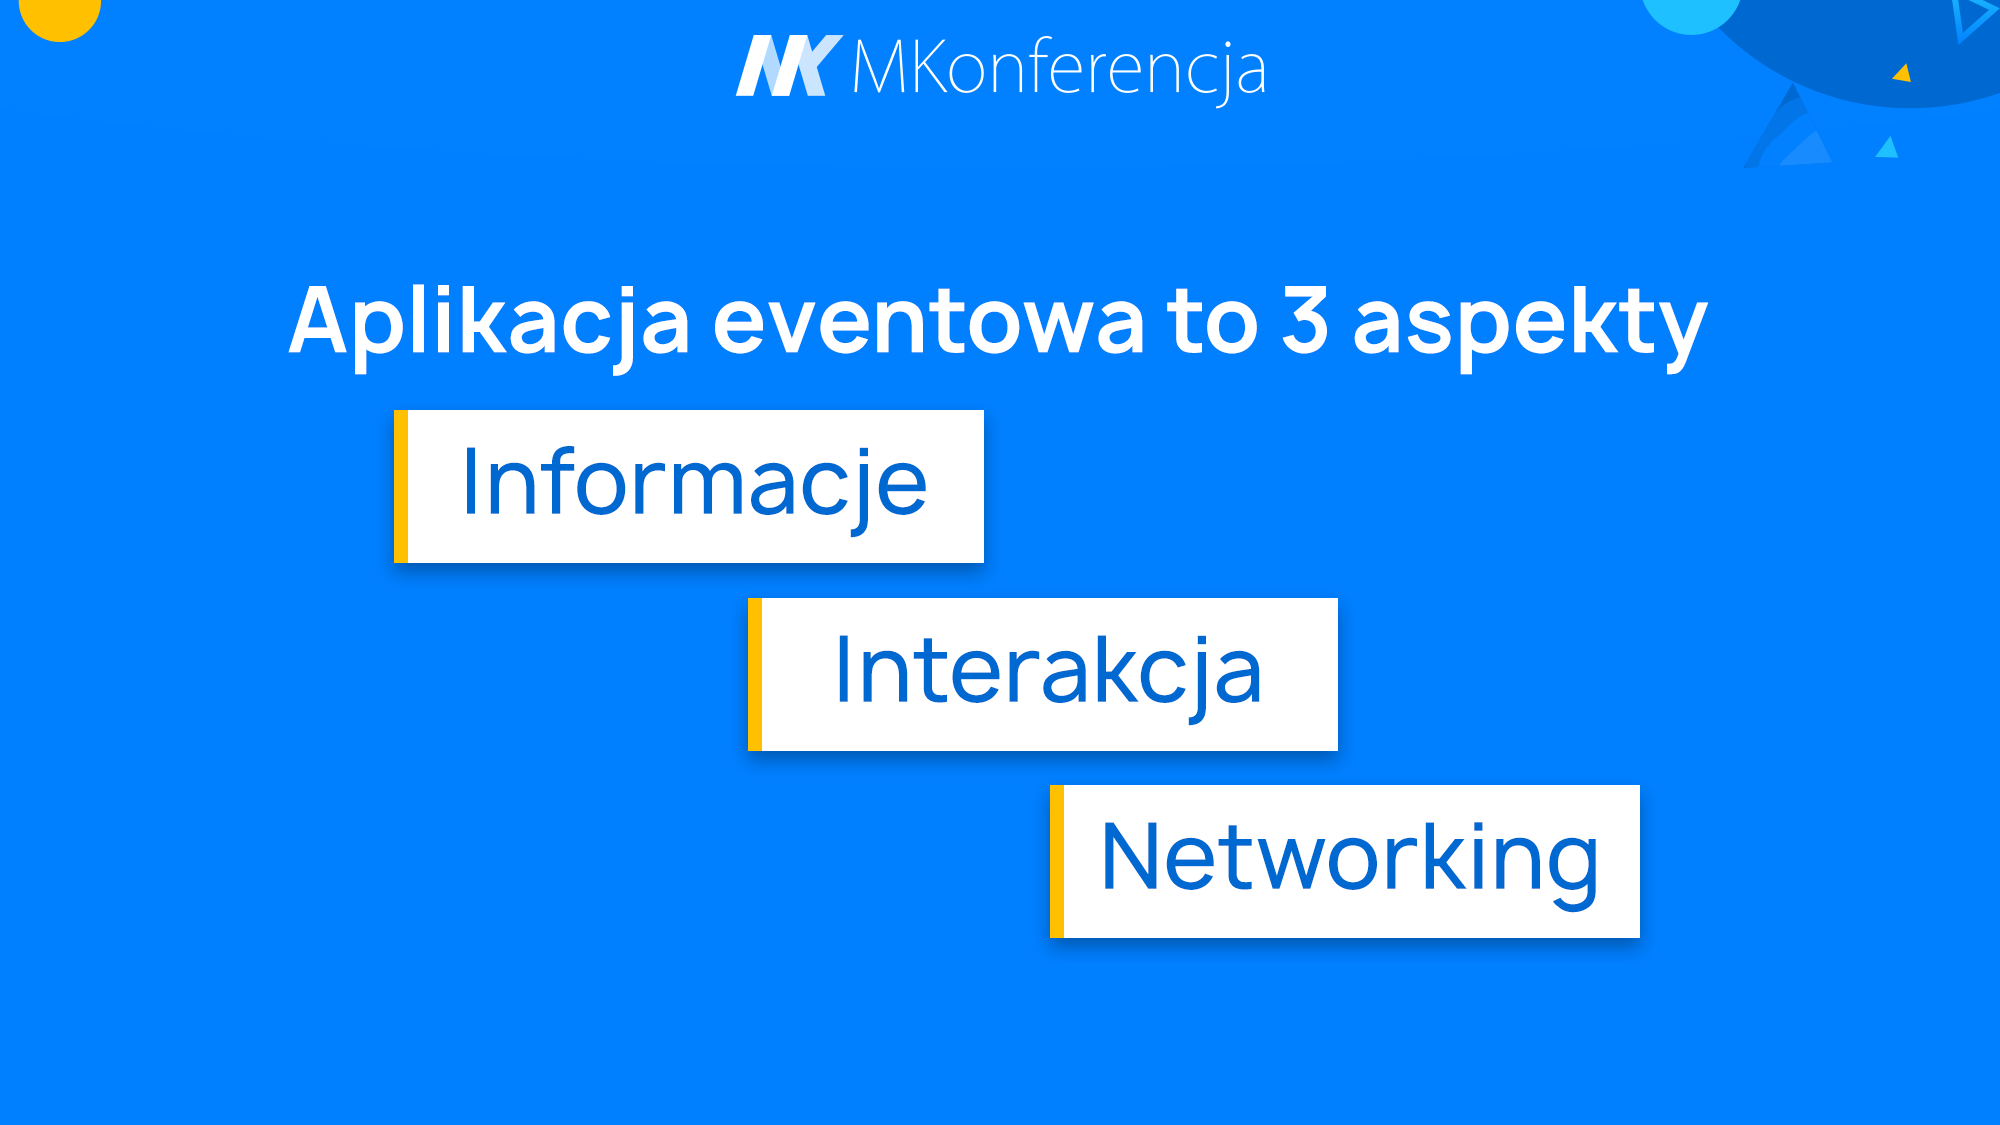 MKonferencja
Aplikacja eventowa to 3 aspekty
Informacje
Interakcja
Networking